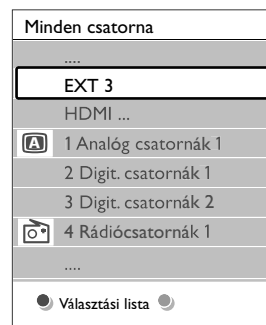 Minden csatorna
....
EXT 3
HDMI ...
A 1 Analóg csatornák 1
2 Digit. csatornák 1
3 Digit. csatornák 2
4 Rádiócsatornák 1
....
Választási lista